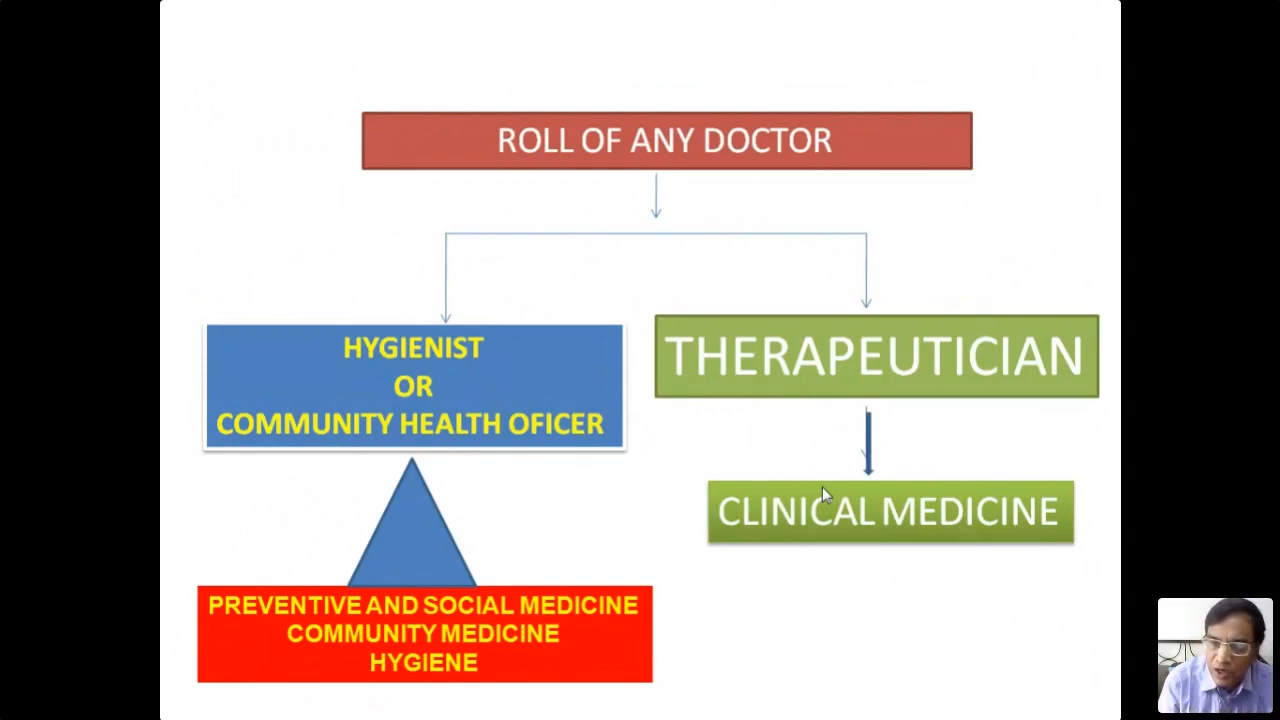 ROLL OF ANY DOCTOR
HYGIENIST
OR
COMMUNITY HEALTH OFICER
THERAPEUTICIAN
CLINICAL MEDICINE
PREVENTIVE AND SOCIAL MEDICINE
COMMUNITY MEDICINE
HYGIENE